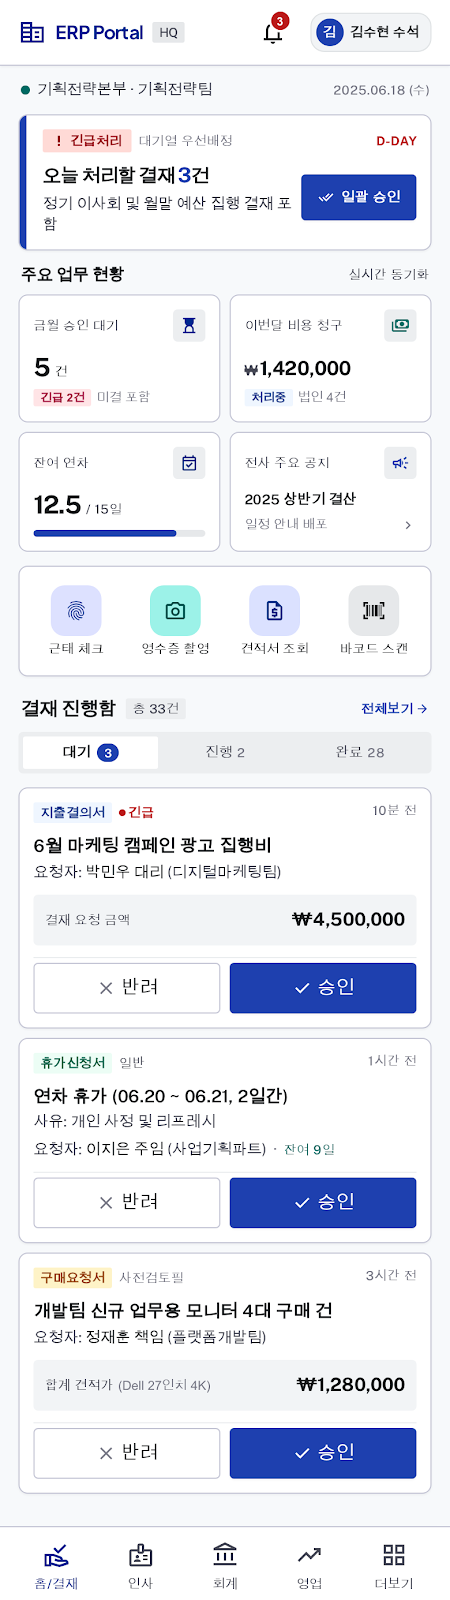 ERP Portal HQ 3 김 김수현 수석
기획전략본부 · 기획전략팀 2025.06.18 (수)
! 긴급처리 대기열 우선배정 D-DAY
오늘 처리할 결재 3건
정기 이사회 및 월말 예산 집행 결재 포
함
일괄 승인
주요 업무 현황 실시간 동기화
금월 승인 대기
5 건
긴급 2건 미결 포함
이번달 비용 청구
₩1,420,000
처리중 법인 4건
잔여 연차
12.5 / 15일
전사 주요 공지
2025 상반기 결산
일정 안내 배포
근태 체크 영수증 촬영 견적서 조회 바코드 스캔
결재 진행함 총 33건 전체보기
대기 3 진행 2 완료 28
지출결의서 긴급 10분 전
6월 마케팅 캠페인 광고 집행비
요청자: 박민우 대리 (디지털마케팅팀)
결재 요청 금액 ₩4,500,000
반려 승인
휴가신청서 일반 1시간 전
연차 휴가 (06.20 ~ 06.21, 2일간)
사유: 개인 사정 및 리프레시
요청자: 이지은 주임 (사업기획파트) · 잔여 9일
반려 승인
구매요청서 사전검토필 3시간 전
개발팀 신규 업무용 모니터 4대 구매 건
요청자: 정재훈 책임 (플랫폼개발팀)
합계 견적가 (Dell 27인치 4K) ₩1,280,000
반려 승인
홈/결재 인사 회계 영업 더보기